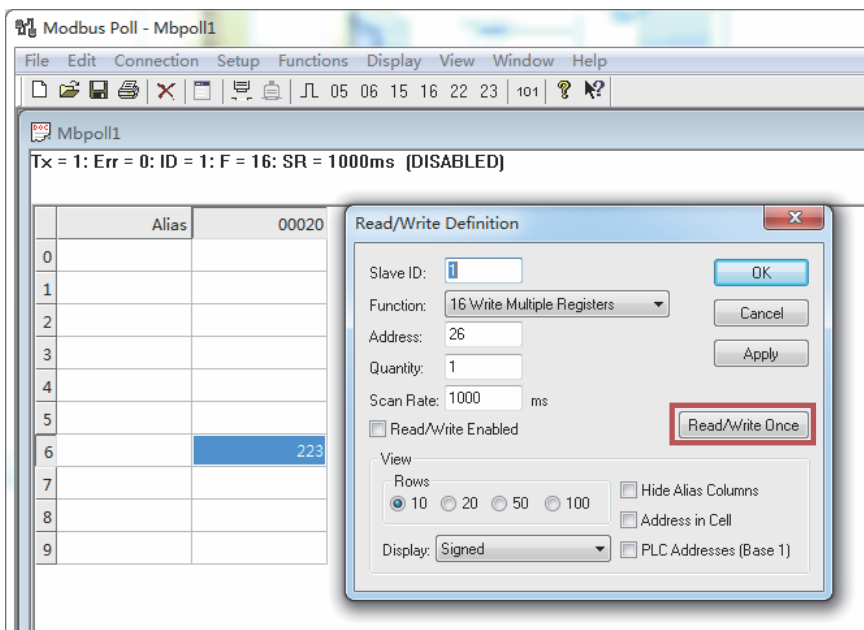 Modbus Poll - Mbpoll1
File Edit Connection Setup Functions Display View Window Help
05 06 15 16 22 23 101
Mbpoll1
Tx = 1: Err = 0: ID = 1: F = 16: SR = 1000ms (DISABLED)
Alias 00020
0
1
2
3
4
5
6 223
7
8
9
Read/Write Definition
Slave ID: 1
OK
Function: 16 Write Multiple Registers
Cancel
Address: 26
Quantity: 1
Apply
Scan Rate: 1000 ms
Read/Write Enabled
Read/Write Once
View
Rows
10 20 50 100
Hide Alias Columns
Address in Cell
Display: Signed
PLC Addresses (Base 1)